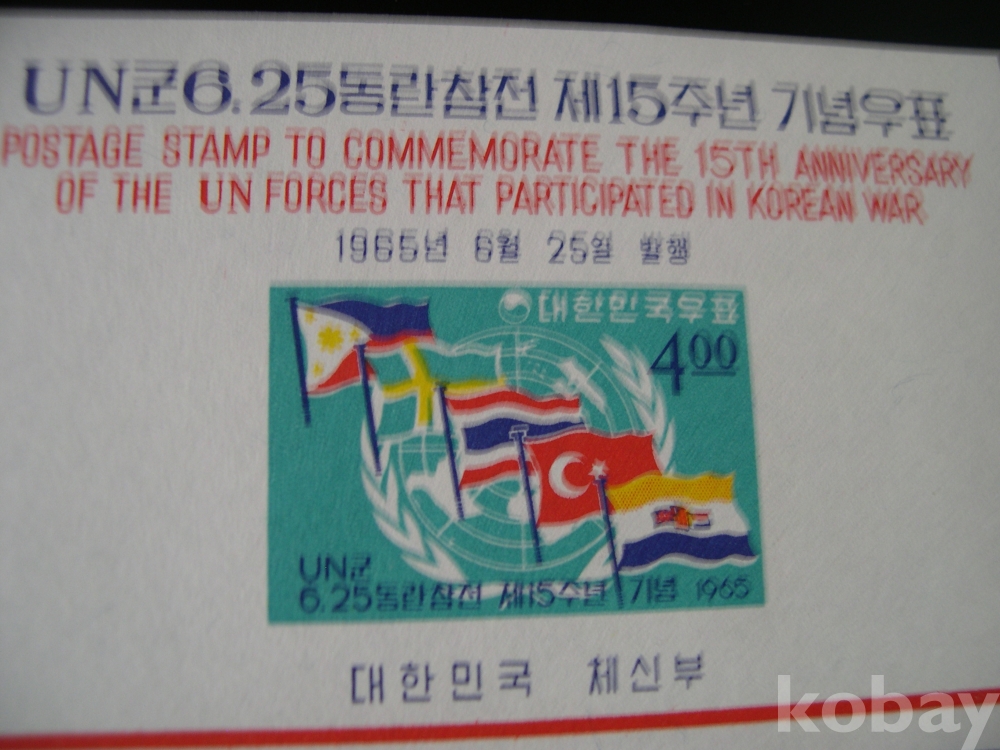 UN군 6.25동란참전 제15주년 기념우표
POSTAGE STAMP TO COMMEMORATE THE 15TH ANNIVERSARY
OF THE UN FORCES THAT PARTICIPATED IN KOREAN WAR
1965년 6월 25일 발행
대한민국우표
4.00
UN군
6.25동란참전 제15주년 기념 1965
대한민국 체신부
kobay